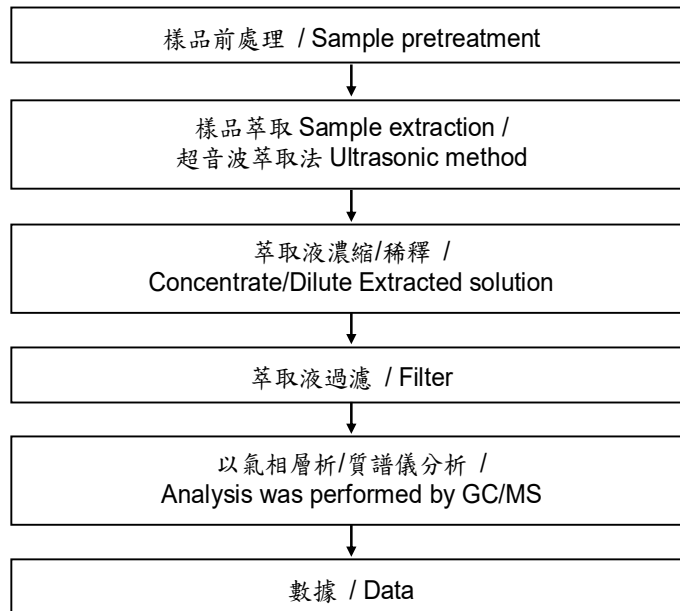 樣品前處理 / Sample pretreatment
樣品萃取 Sample extraction /
超音波萃取法 Ultrasonic method
萃取液濃縮/稀釋 /
Concentrate/Dilute Extracted solution
萃取液過濾 / Filter
以氣相層析/質譜儀分析 /
Analysis was performed by GC/MS
數據 / Data